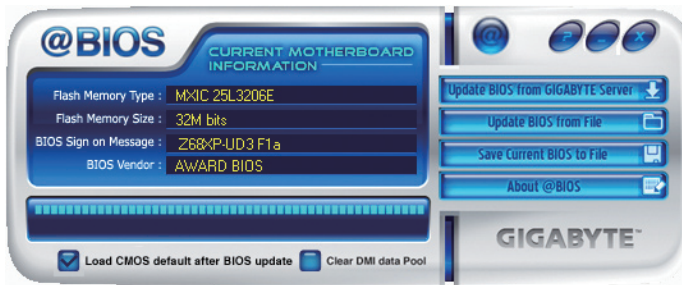 @BIOS
CURRENT MOTHERBOARD
INFORMATION
Flash Memory Type : MXIC 25L3206E
Flash Memory Size : 32M bits
BIOS Sign on Message : Z68XP-UD3 F1a
BIOS Vendor : AWARD BIOS
Load CMOS default after BIOS update
Clear DMI data Pool
@
? _ X
Update BIOS from GIGABYTE Server
Update BIOS from File
Save Current BIOS to File
About @BIOS
GIGABYTE™